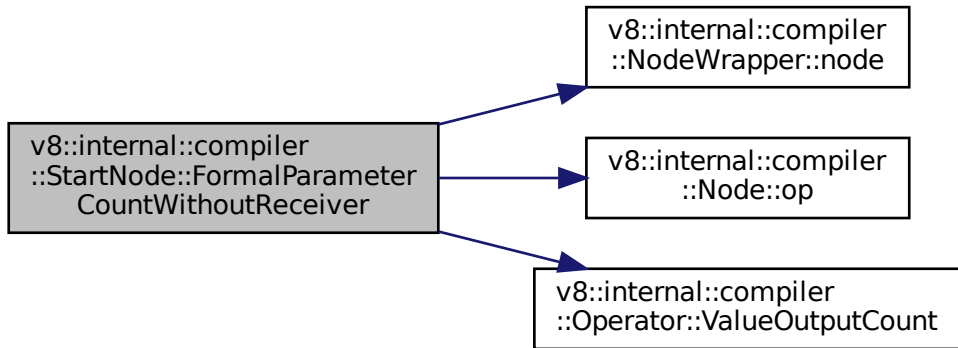 v8::internal::compiler
::StartNode::FormalParameter
CountWithoutReceiver
v8::internal::compiler
::NodeWrapper::node
v8::internal::compiler
::Node::op
v8::internal::compiler
::Operator::ValueOutputCount